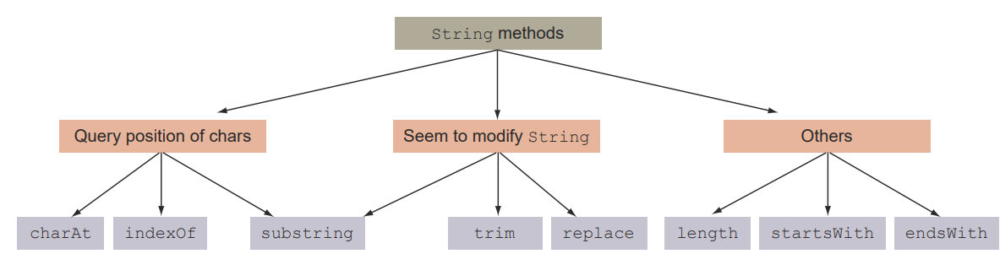 String methods
Query position of chars
Seem to modify String
Others
charAt
indexOf
substring
trim
replace
length
startsWith
endsWith